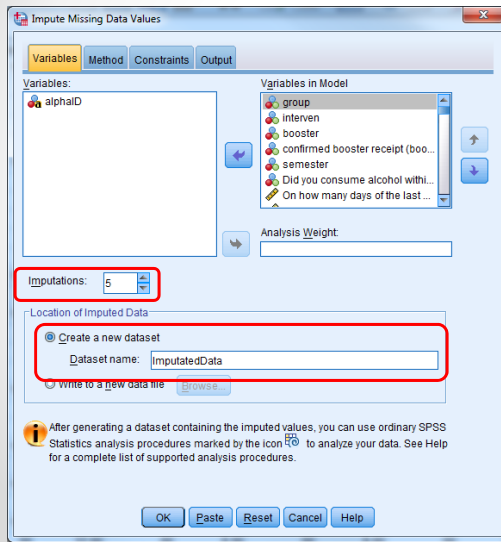 Impute Missing Data Values
Variables
Method
Constraints
Output
Variables:
alphaID
Variables in Model
group
interven
booster
confirmed booster receipt (boo...
semester
Did you consume alcohol withi...
On how many days of the last ...
Analysis Weight:
Imputations:
5
Location of Imputed Data
Create a new dataset
Dataset name:
ImputatedData
Write to a new data file
Browse...
After generating a dataset containing the imputed values, you can use ordinary SPSS
Statistics analysis procedures marked by the icon to analyze your data. See Help
for a complete list of supported analysis procedures.
OK
Paste
Reset
Cancel
Help